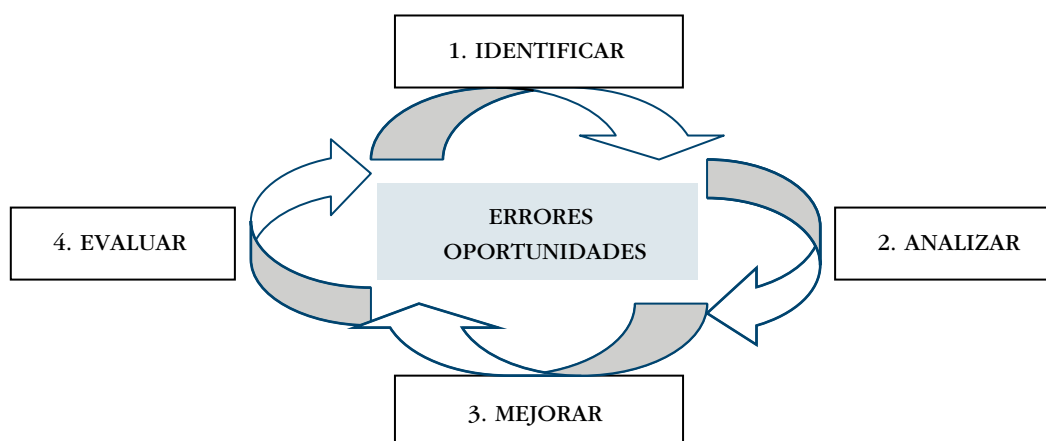 1. IDENTIFICAR
ERRORES
OPORTUNIDADES
4. EVALUAR
2. ANALIZAR
3. MEJORAR